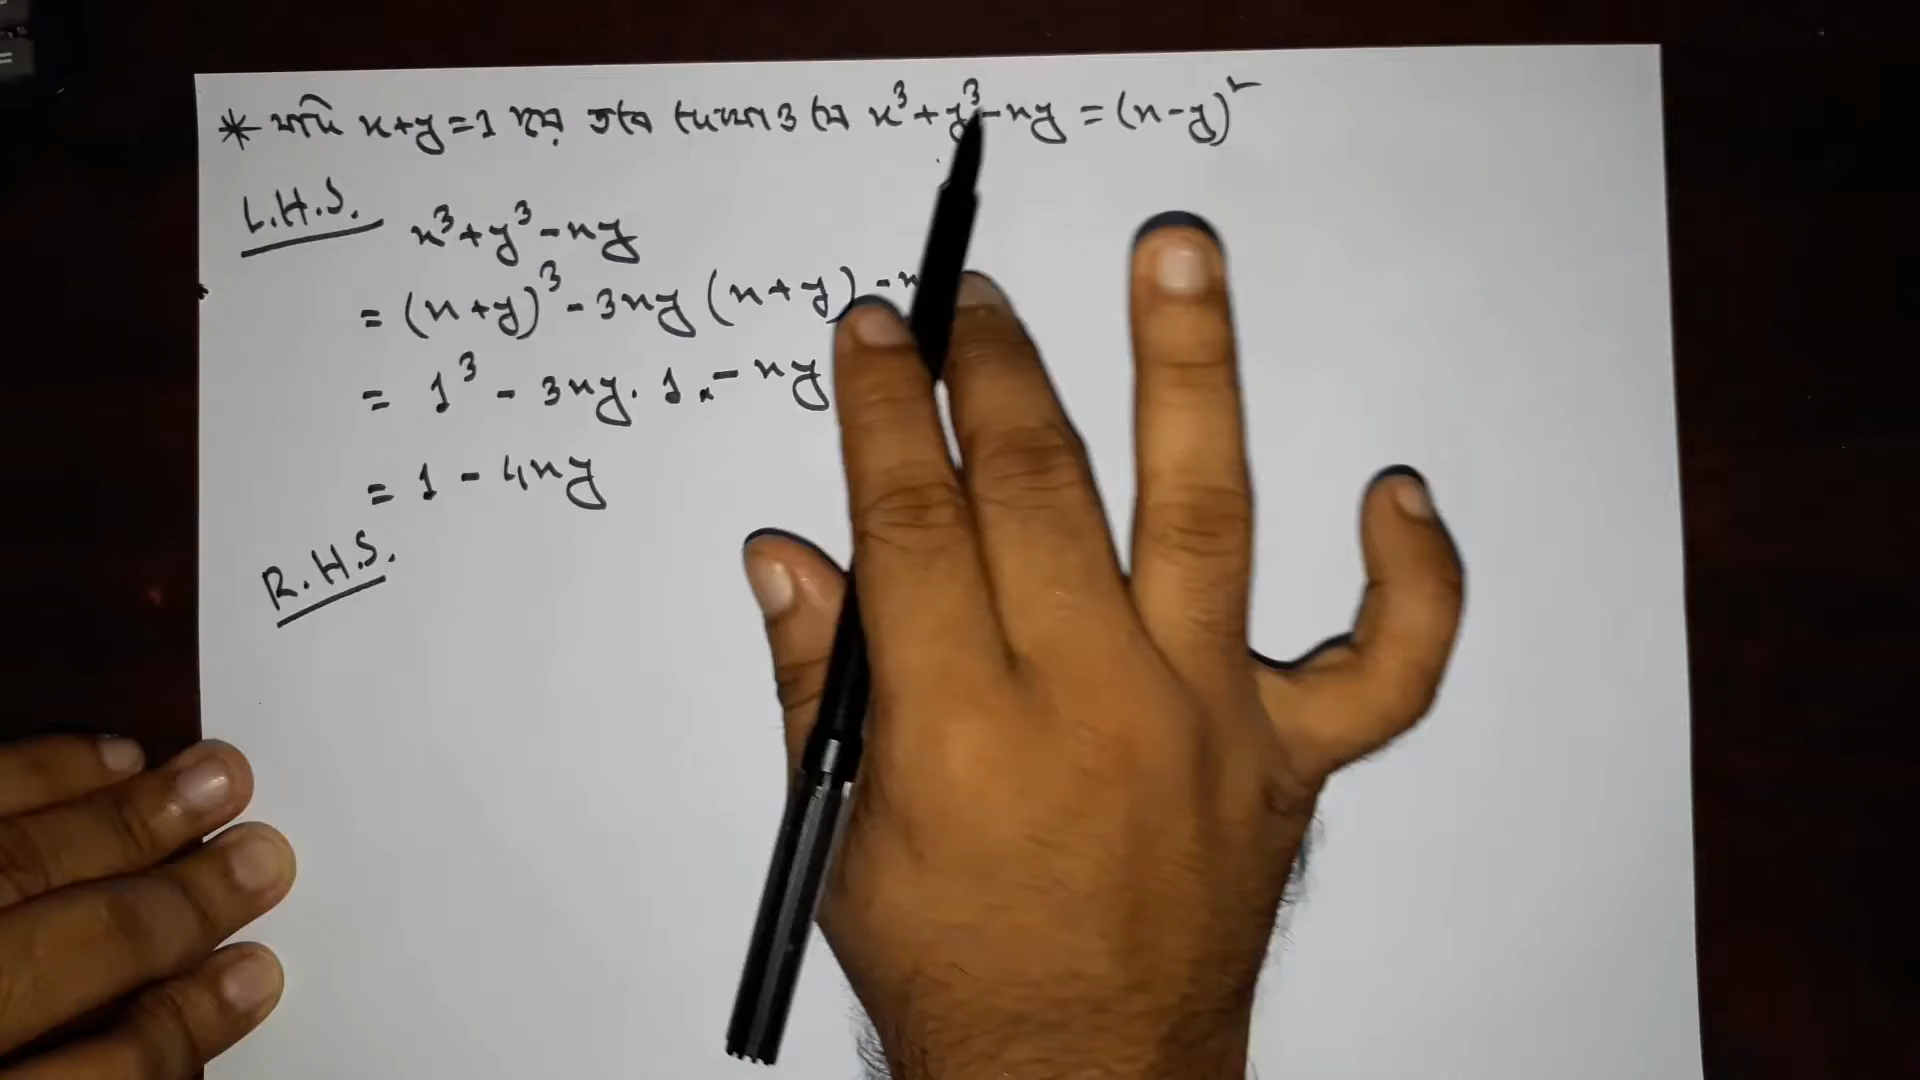 * যদি x+y=1 হয় তবে দেখাও যে x³+y³-xy = (x-y)²
L.H.S. x³+y³-xy
= (x+y)³ - 3xy (x+y) - x
= 1³ - 3xy. 1. - xy
= 1 - 4xy
R.H.S.